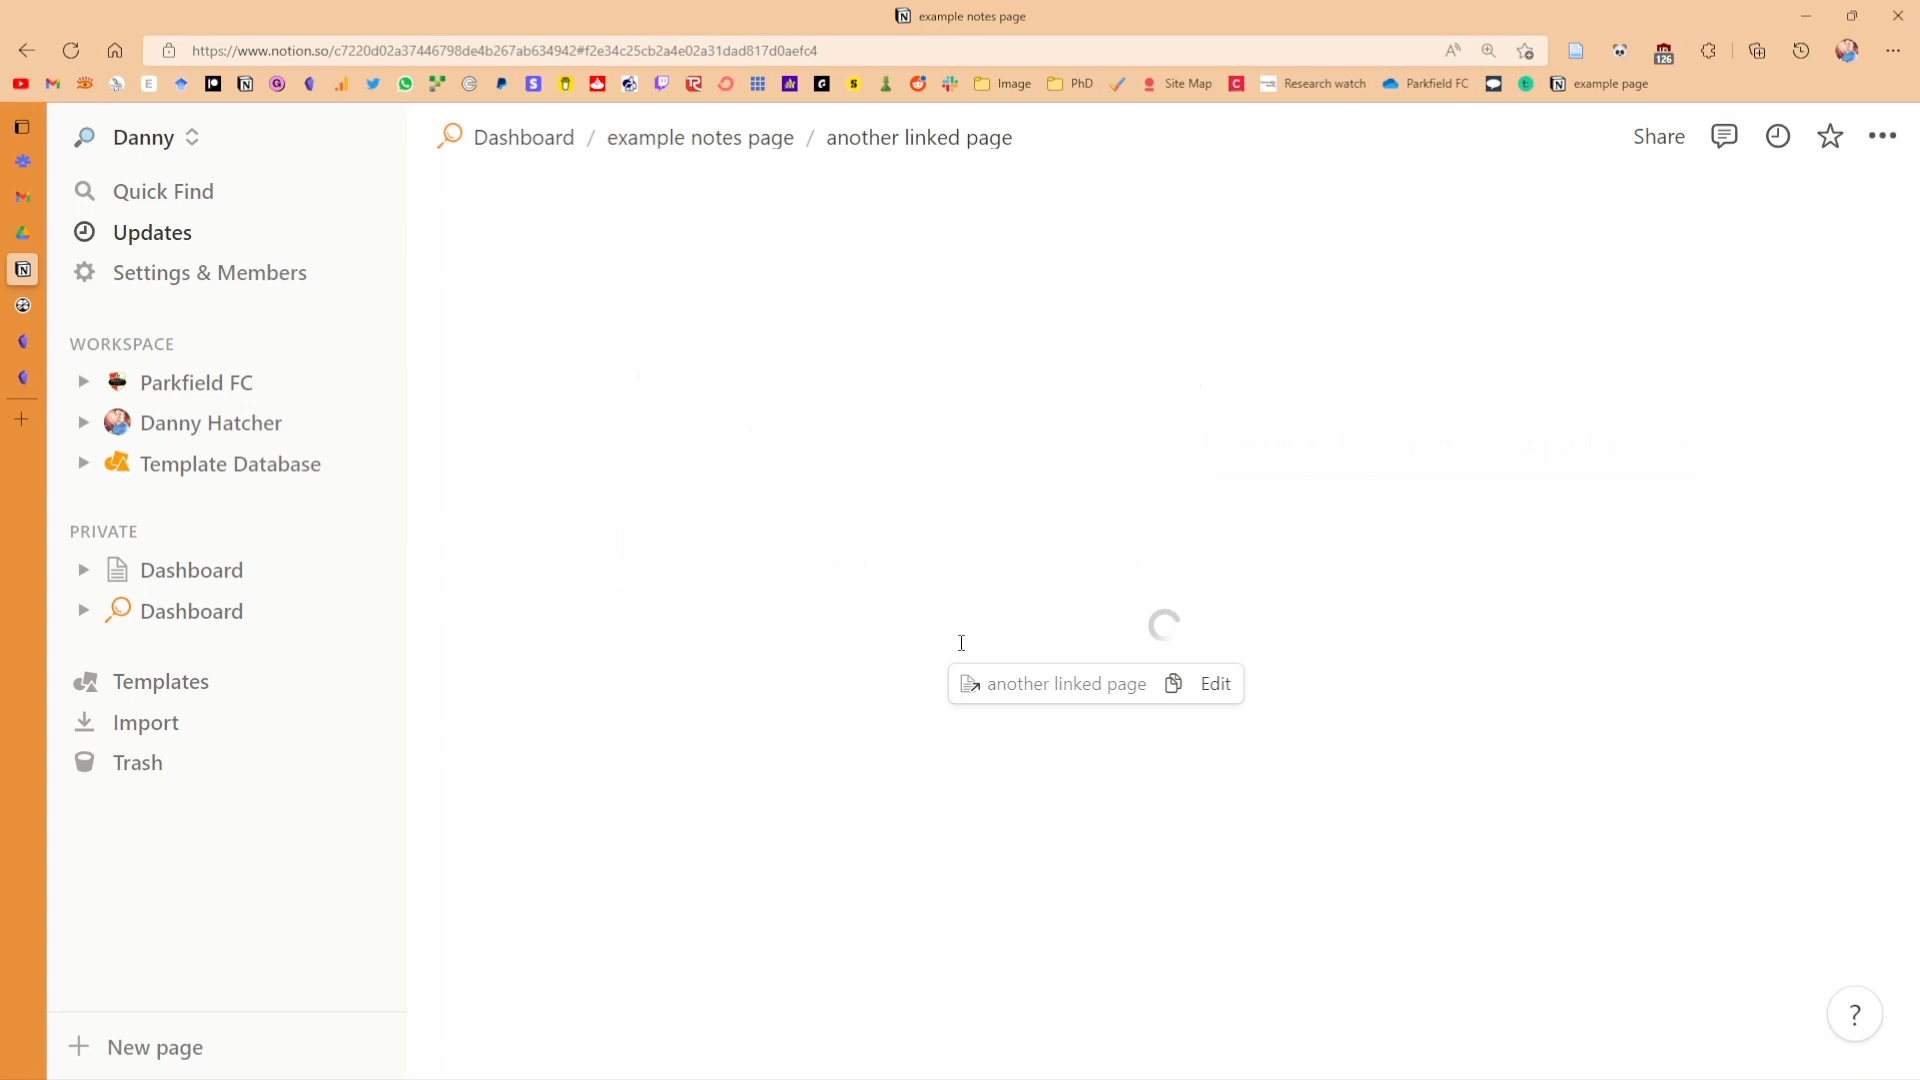 example notes page
https://www.notion.so/c7220d02a37446798de4b267ab634942#f2e34c25cb2a4e02a31dad817d0aefc4
126
Image
PhD
Site Map
Research watch
Parkfield FC
example page
Danny
Dashboard / example notes page / another linked page
Share
Quick Find
Updates
Settings & Members
WORKSPACE
Parkfield FC
Danny Hatcher
Template Database
PRIVATE
Dashboard
Dashboard
another linked page Edit
Templates
Import
Trash
New page
?